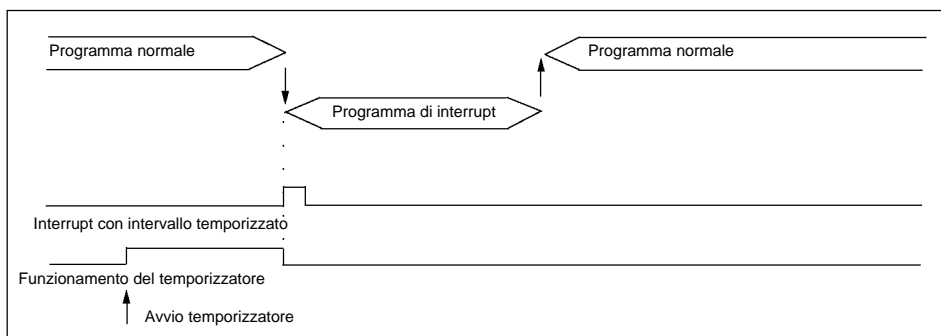 Programma normale
Programma normale
Programma di interrupt
Interrupt con intervallo temporizzato
Funzionamento del temporizzatore
Avvio temporizzatore